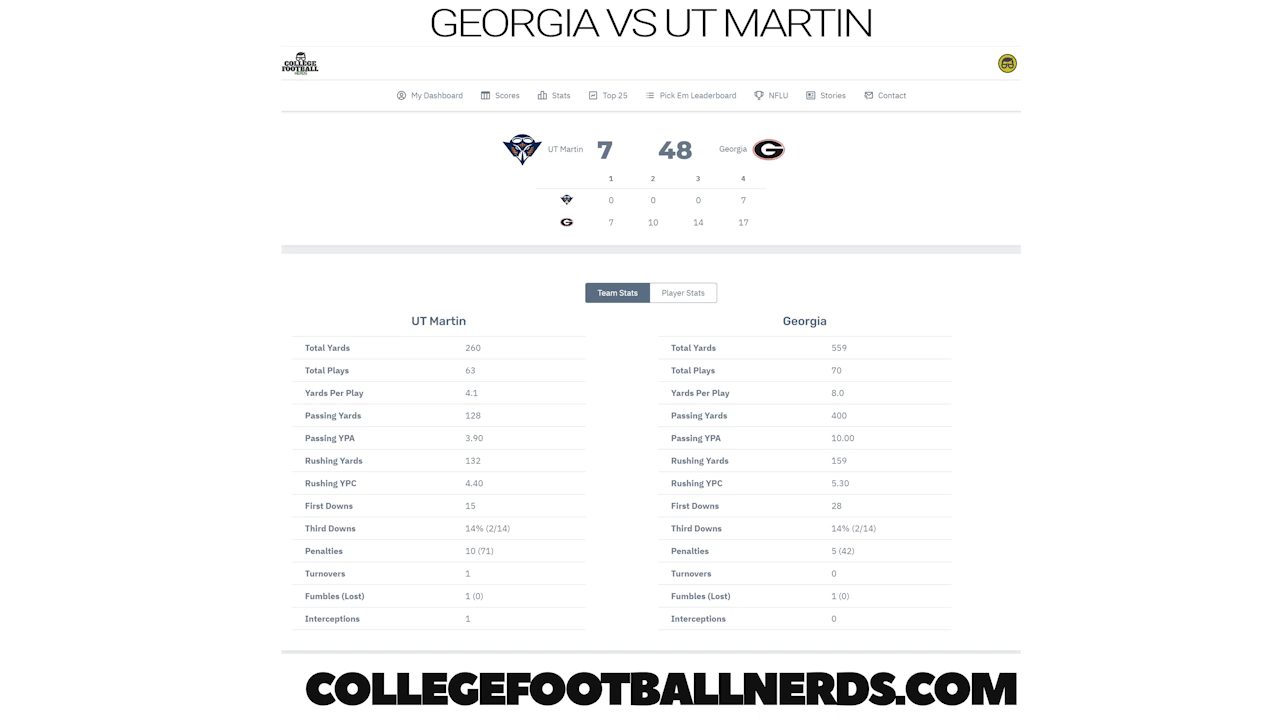 GEORGIA VS UT MARTIN
COLLEGE
FOOTBALL
NERDS
My Dashboard Scores Stats Top 25 Pick Em Leaderboard NFLU Stories Contact
UT Martin 7 48 Georgia G
1 2 3 4
0 0 0 7
G 7 10 14 17
Team Stats Player Stats
UT Martin Georgia
Total Yards 260 Total Yards 559
Total Plays 63 Total Plays 70
Yards Per Play 4.1 Yards Per Play 8.0
Passing Yards 128 Passing Yards 400
Passing YPA 3.90 Passing YPA 10.00
Rushing Yards 132 Rushing Yards 159
Rushing YPC 4.40 Rushing YPC 5.30
First Downs 15 First Downs 28
Third Downs 14% (2/14) Third Downs 14% (2/14)
Penalties 10 (71) Penalties 5 (42)
Turnovers 1 Turnovers 0
Fumbles (Lost) 1 (0) Fumbles (Lost) 1 (0)
Interceptions 1 Interceptions 0
COLLEGEFOOTBALLNERDS.COM